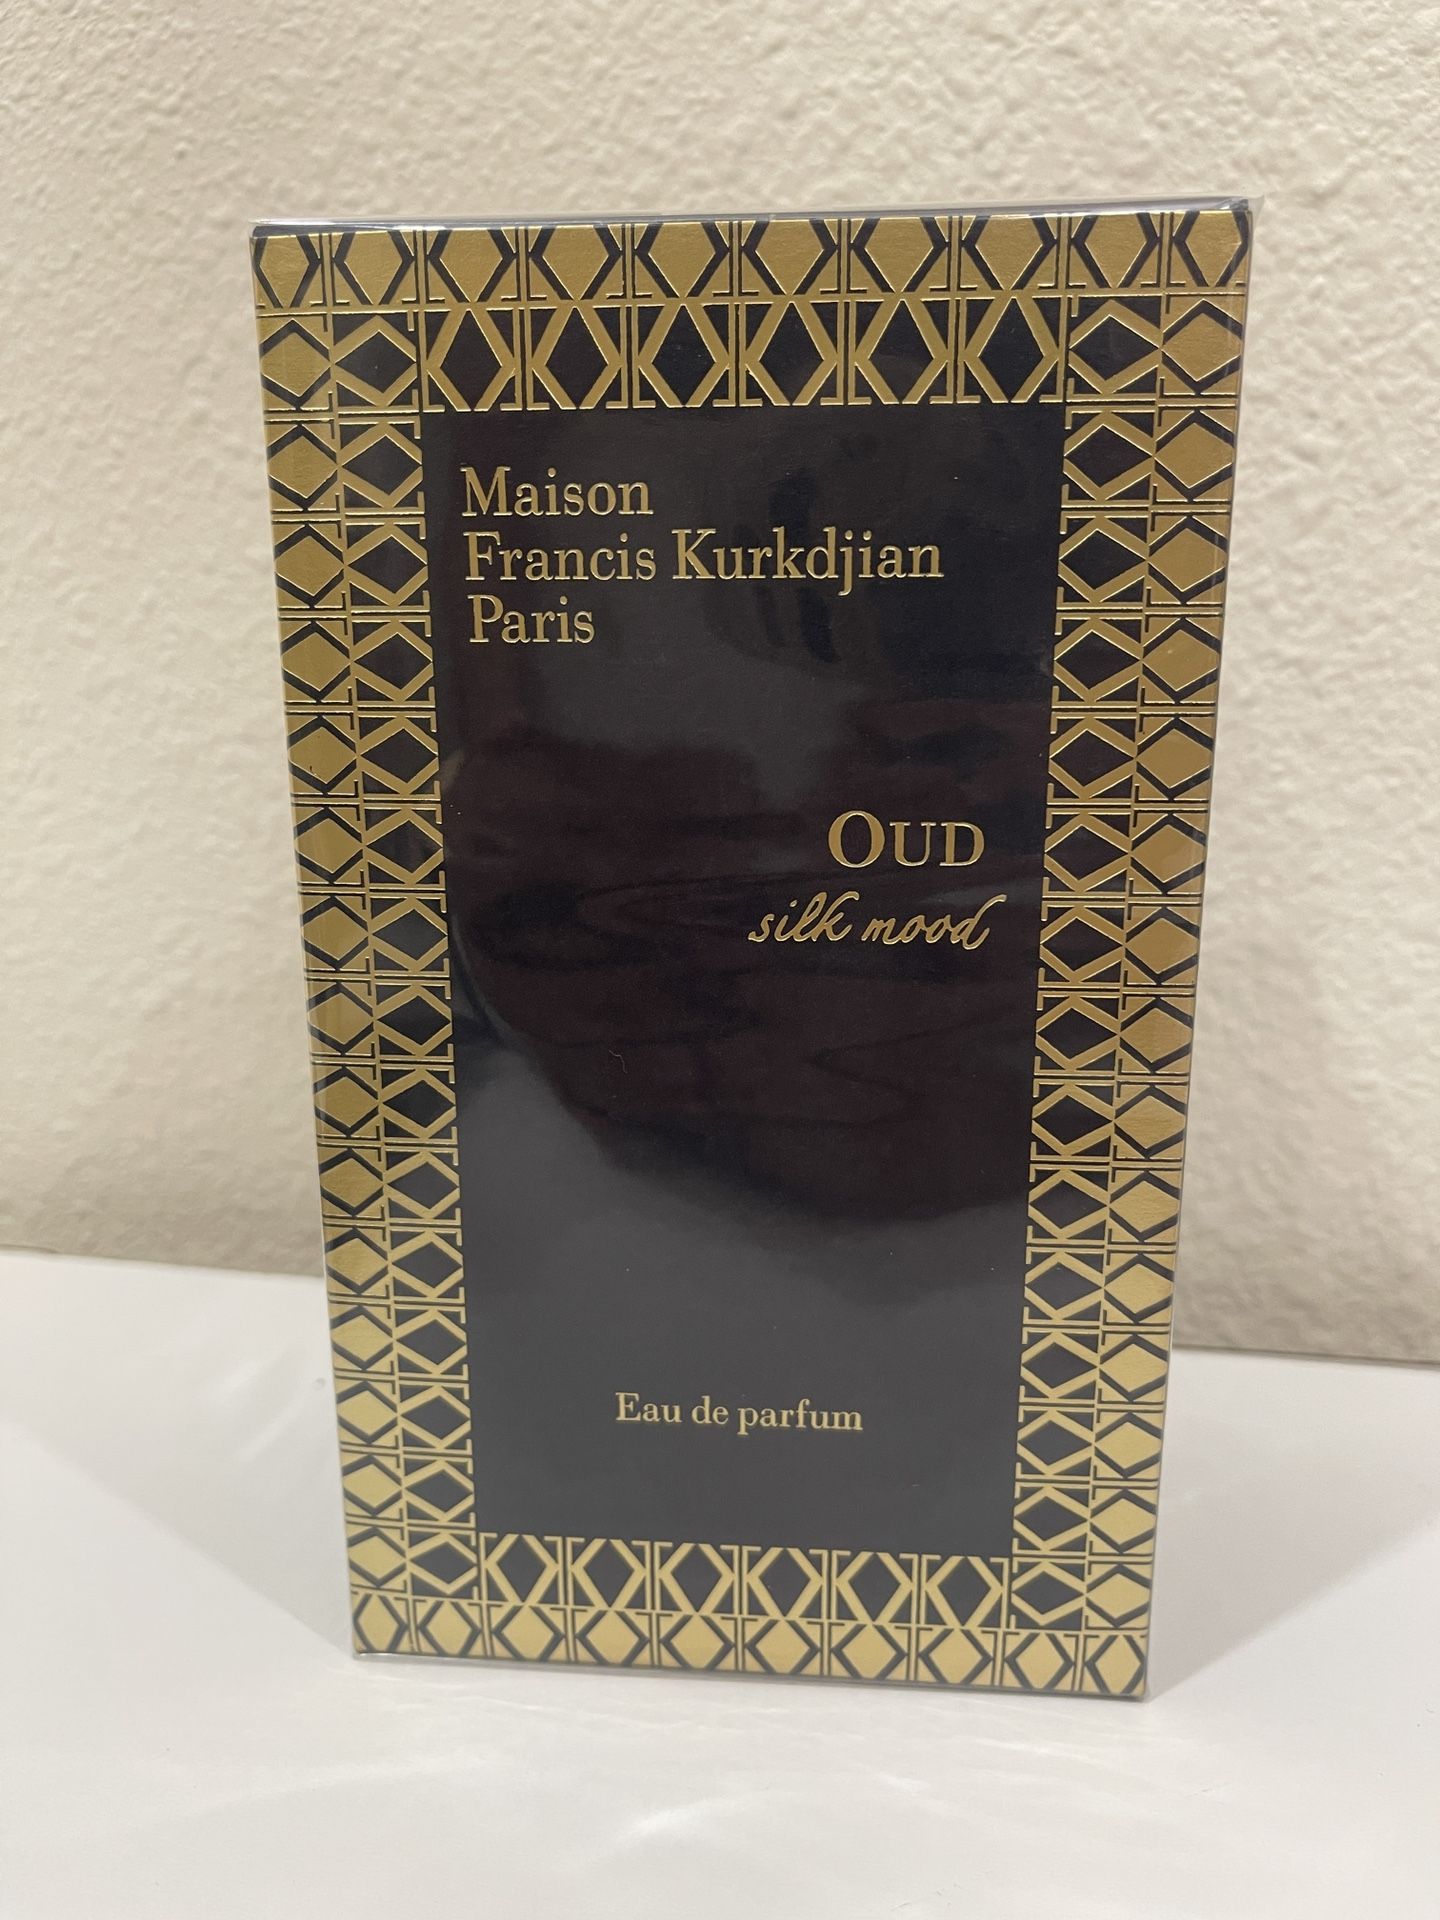 Maison
Francis Kurkdjian
Paris
OUD
silk mood
Eau de parfum